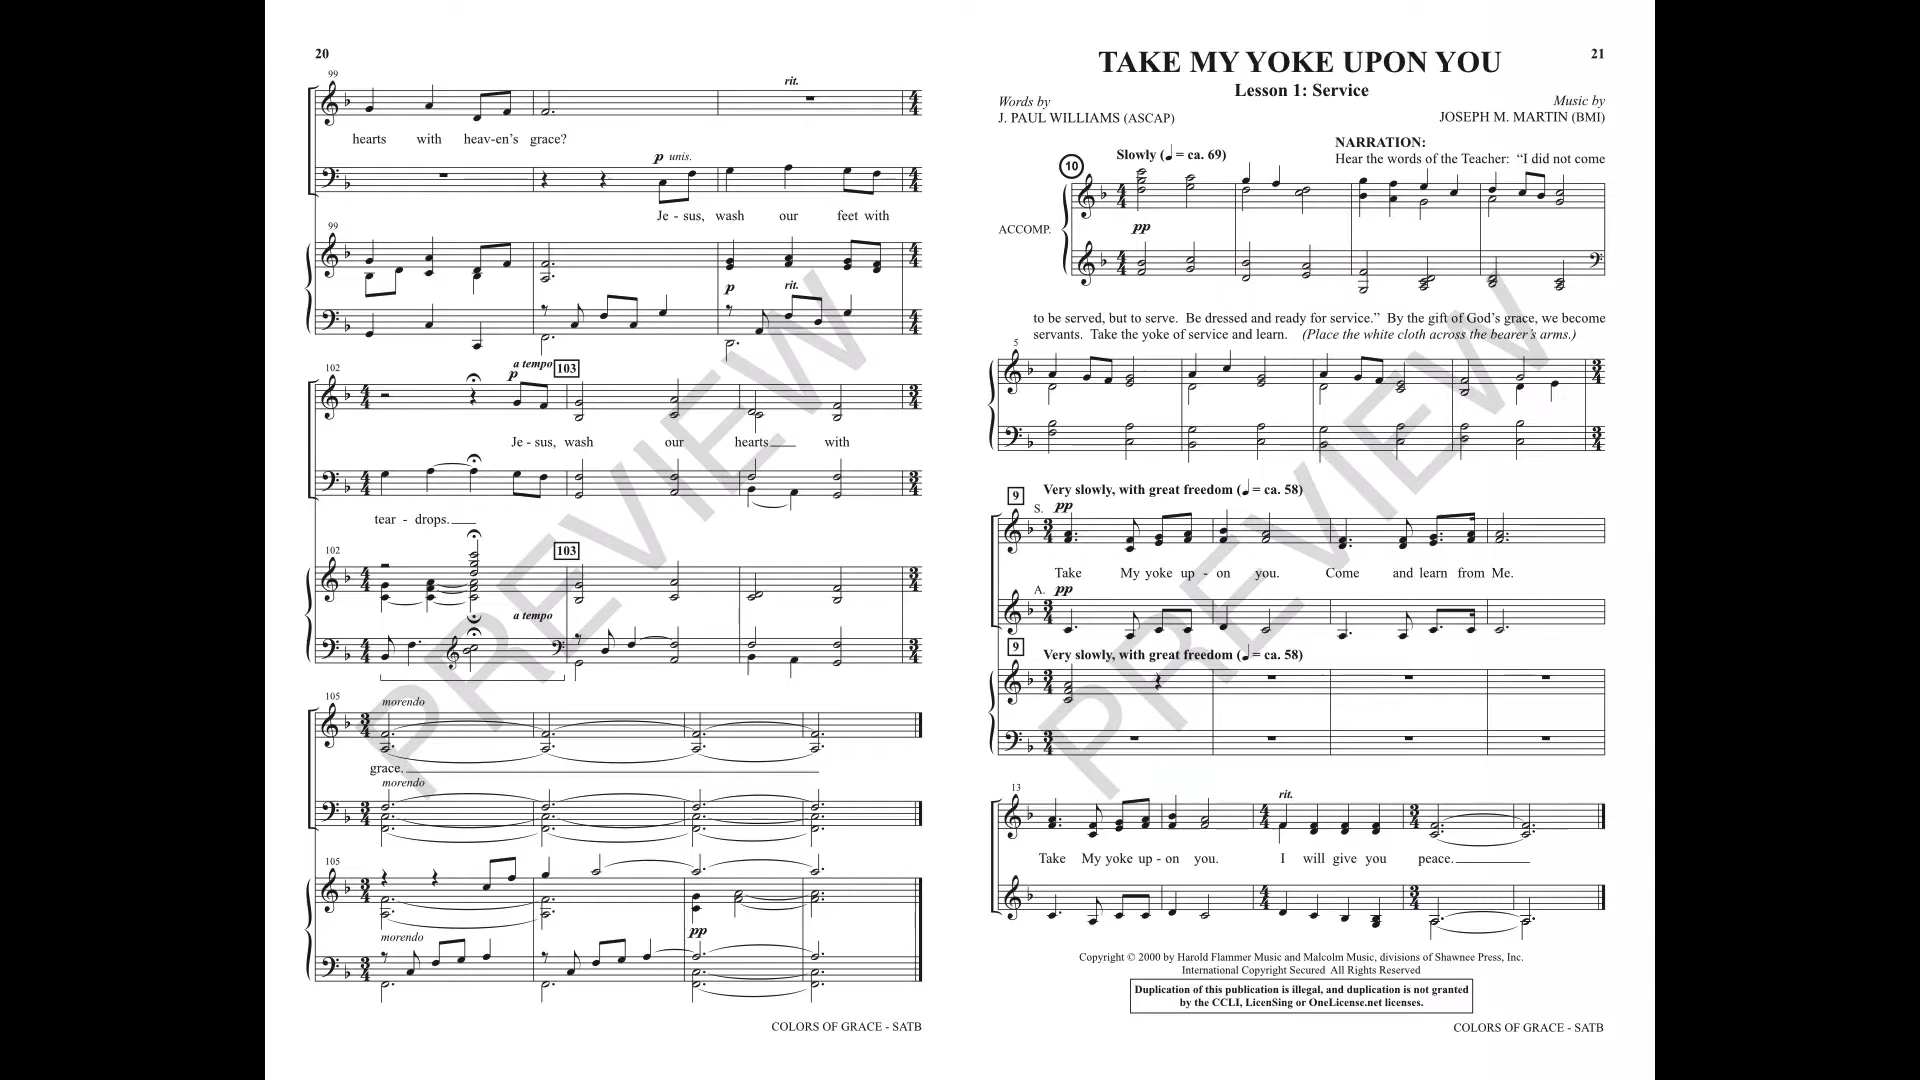 20
99
rit.
hearts with heav-en's grace?
p unis.
Je - sus, wash our feet with
99
p
rit.
102
a tempo
p
103
Je - sus, wash our hearts with
tear - drops.
102
103
a tempo
105
morendo
grace.
morendo
105
morendo
pp
COLORS OF GRACE - SATB
21
TAKE MY YOKE UPON YOU
Lesson 1: Service
Words by
J. PAUL WILLIAMS (ASCAP)
Music by
JOSEPH M. MARTIN (BMI)
NARRATION:
10
Slowly (♩ = ca. 69)
Hear the words of the Teacher: “I did not come
ACCOMP.
pp
to be served, but to serve. Be dressed and ready for service.” By the gift of God’s grace, we become
servants. Take the yoke of service and learn. (Place the white cloth across the bearer’s arms.)
5
9
Very slowly, with great freedom (♩ = ca. 58)
S. pp
Take My yoke up - on you. Come and learn from Me.
A. pp
9
Very slowly, with great freedom (♩ = ca. 58)
13
rit.
Take My yoke up - on you. I will give you peace.
Copyright © 2000 by Harold Flammer Music and Malcolm Music, divisions of Shawnee Press, Inc.
International Copyright Secured All Rights Reserved
Duplication of this publication is illegal, and duplication is not granted
by the CCLI, LicenSing or OneLicense.net licenses.
COLORS OF GRACE - SATB
PREVIEW
PREVIEW